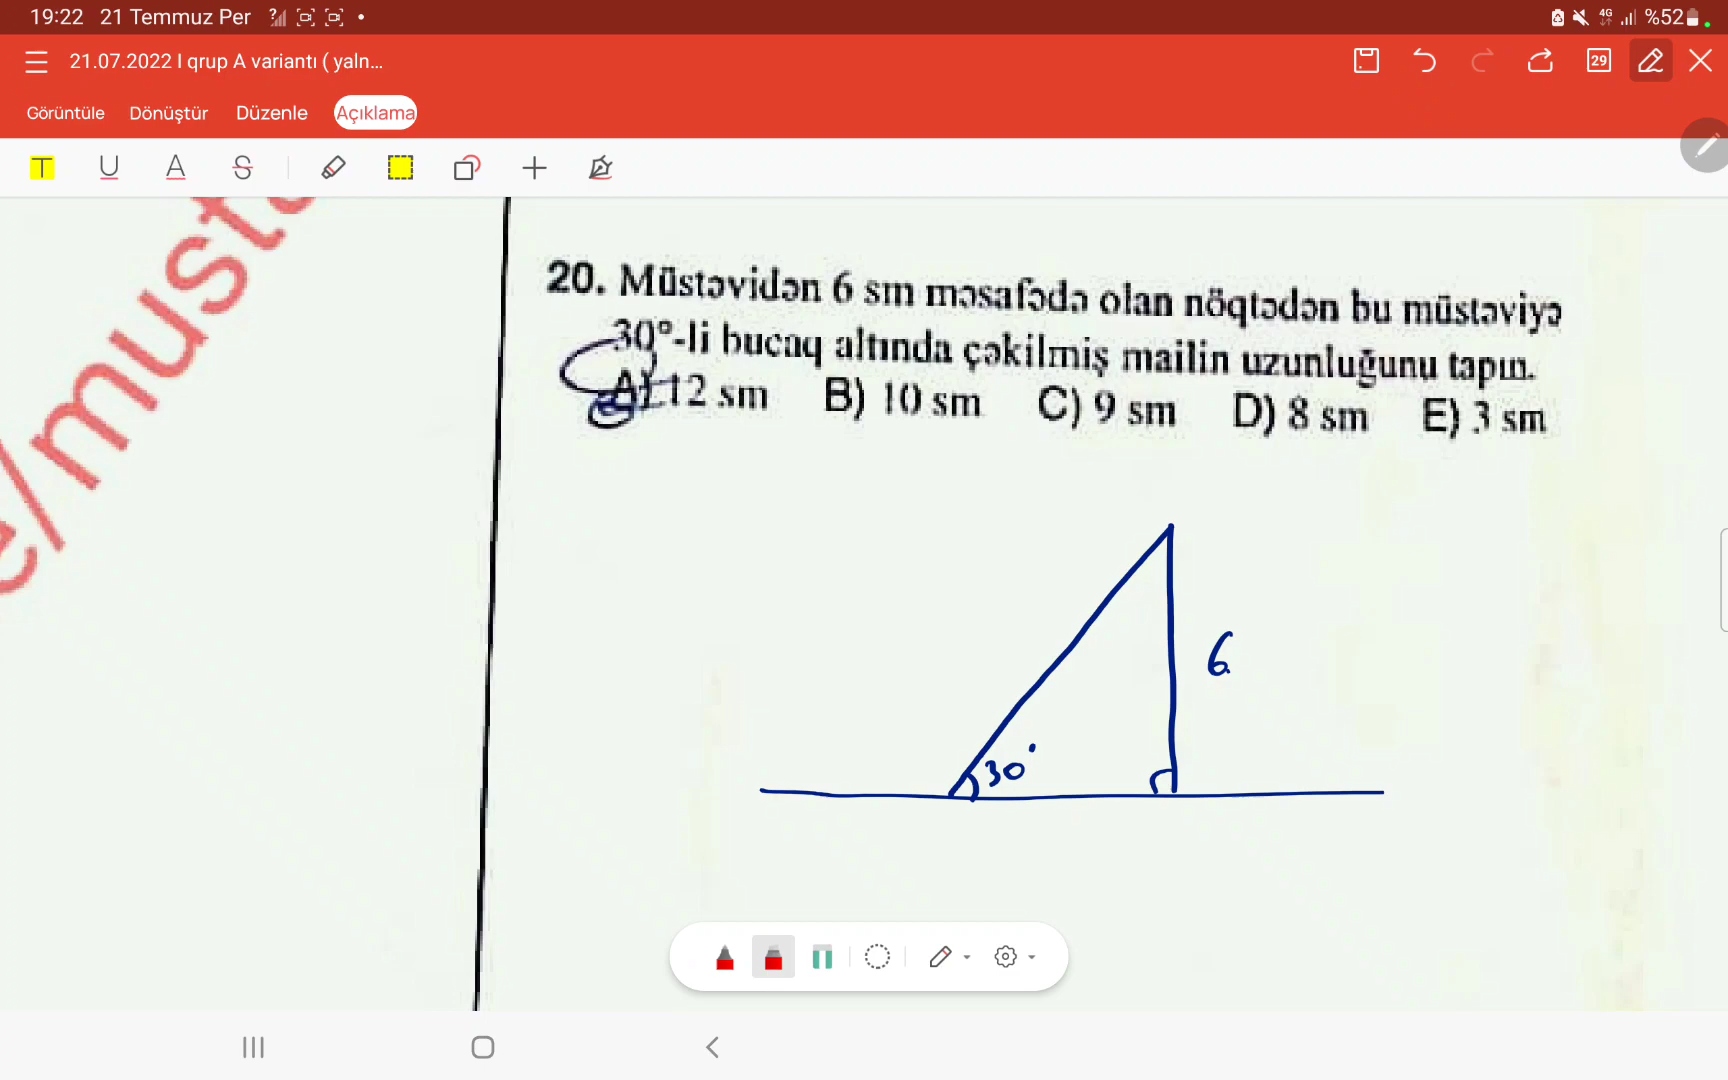 19:22 21 Temmuz Per
4G %52
21.07.2022 I qrup A variantı ( yaln...
29
Görüntüle Dönüştür Düzenle Açıklama
T U A S
e/must
20. Müstəvidən 6 sm məsafədə olan nöqtədən bu müstəviyə
30°-li bucaq altında çəkilmiş mailin uzunluğunu tapın.
A) 12 sm B) 10 sm C) 9 sm D) 8 sm E) 3 sm
6
30°